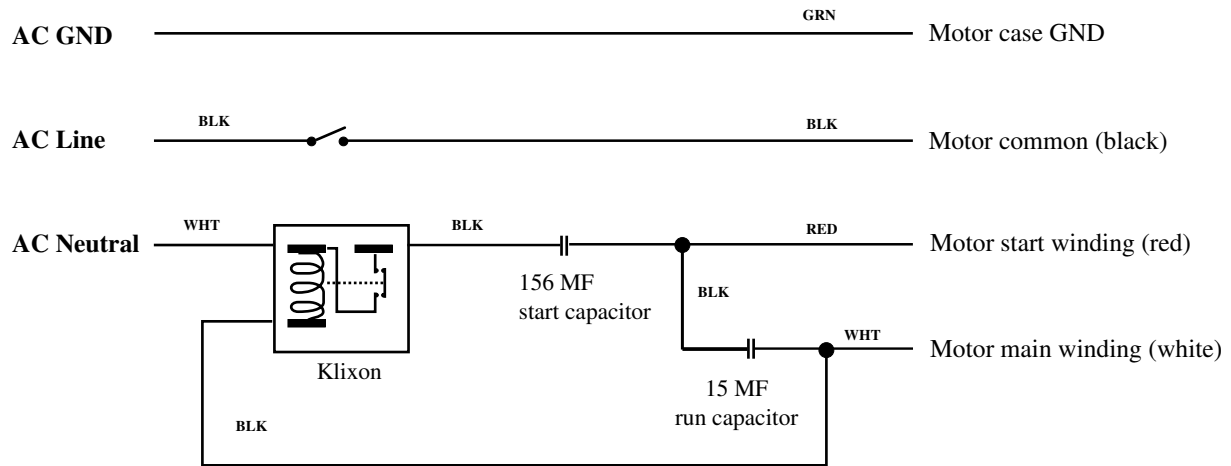 GRN
AC GND
Motor case GND
BLK
BLK
AC Line
Motor common (black)
WHT
BLK
RED
AC Neutral
Motor start winding (red)
156 MF
start capacitor
BLK
WHT
Motor main winding (white)
Klixon
15 MF
run capacitor
BLK